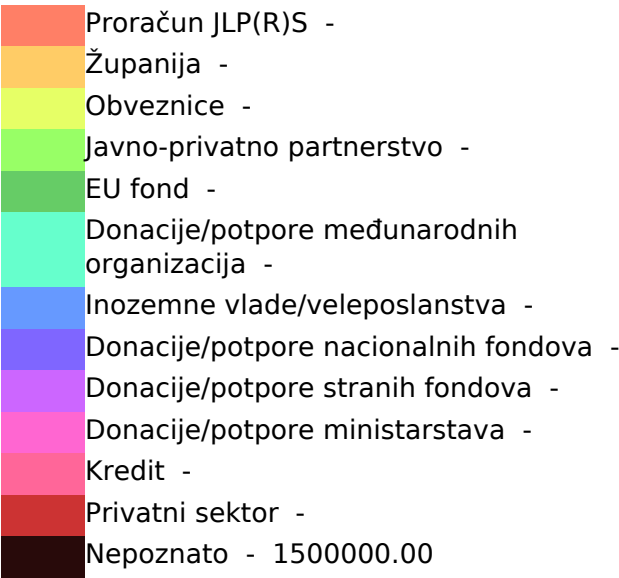 Proračun JLP(R)S -
Županija -
Obveznice -
Javno-privatno partnerstvo -
EU fond -
Donacije/potpore međunarodnih
organizacija -
Inozemne vlade/veleposlanstva -
Donacije/potpore nacionalnih fondova -
Donacije/potpore stranih fondova -
Donacije/potpore ministarstava -
Kredit -
Privatni sektor -
Nepoznato - 1500000.00